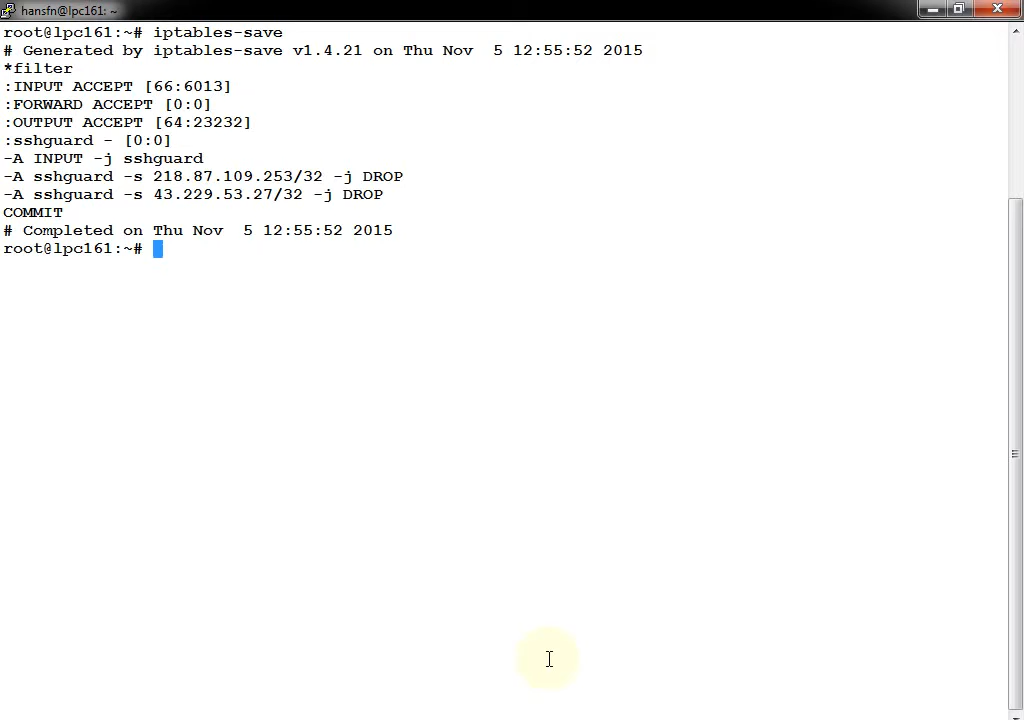 hansfn@lpc161: ~
root@lpc161:~# iptables-save
# Generated by iptables-save v1.4.21 on Thu Nov  5 12:55:52 2015
*filter
:INPUT ACCEPT [66:6013]
:FORWARD ACCEPT [0:0]
:OUTPUT ACCEPT [64:23232]
:sshguard - [0:0]
-A INPUT -j sshguard
-A sshguard -s 218.87.109.253/32 -j DROP
-A sshguard -s 43.229.53.27/32 -j DROP
COMMIT
# Completed on Thu Nov  5 12:55:52 2015
root@lpc161:~#